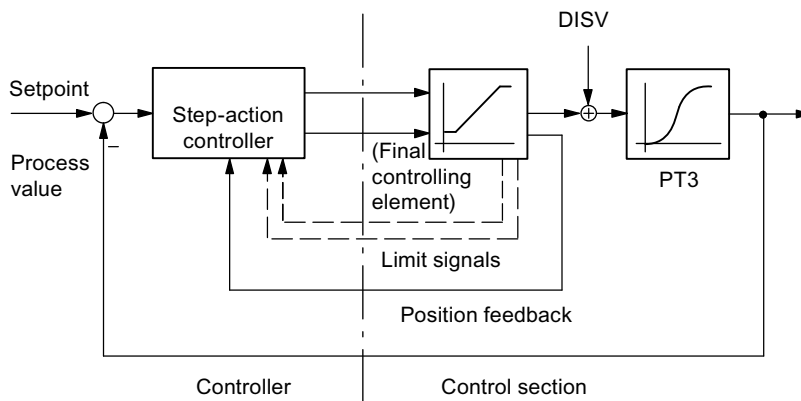 DISV
Setpoint
Step-action
controller
Process
value
(Final
controlling
element)
PT3
Limit signals
Position feedback
Controller
Control section